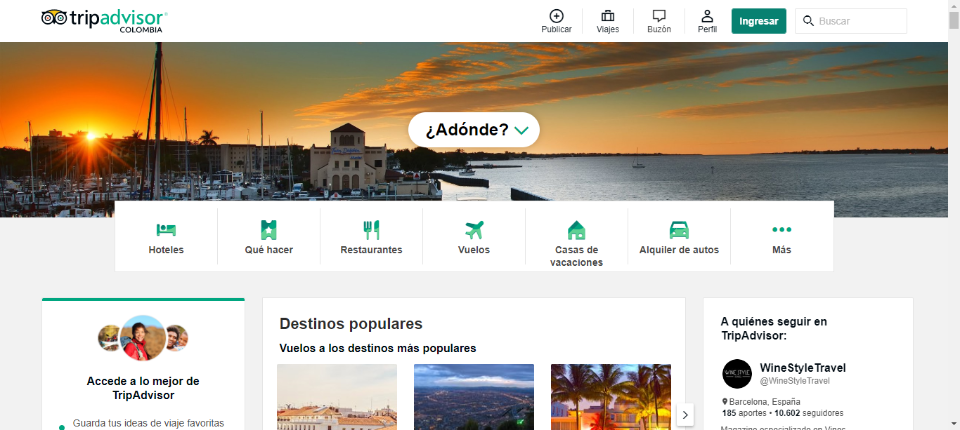 tripadvisor
COLOMBIA
Publicar
Viajes
Buzón
Perfil
Ingresar
Buscar
¿Adónde?
Hoteles
Qué hacer
Restaurantes
Vuelos
Casas de
vacaciones
Alquiler de autos
Más
Accede a lo mejor de
TripAdvisor
Guarda tus ideas de viaje favoritas
Destinos populares
Vuelos a los destinos más populares
A quiénes seguir en
TripAdvisor:
WINE STYLE
WineStyleTravel
@WineStyleTravel
Barcelona, España
185 aportes • 10.602 seguidores
Magazine especializado en Vinos